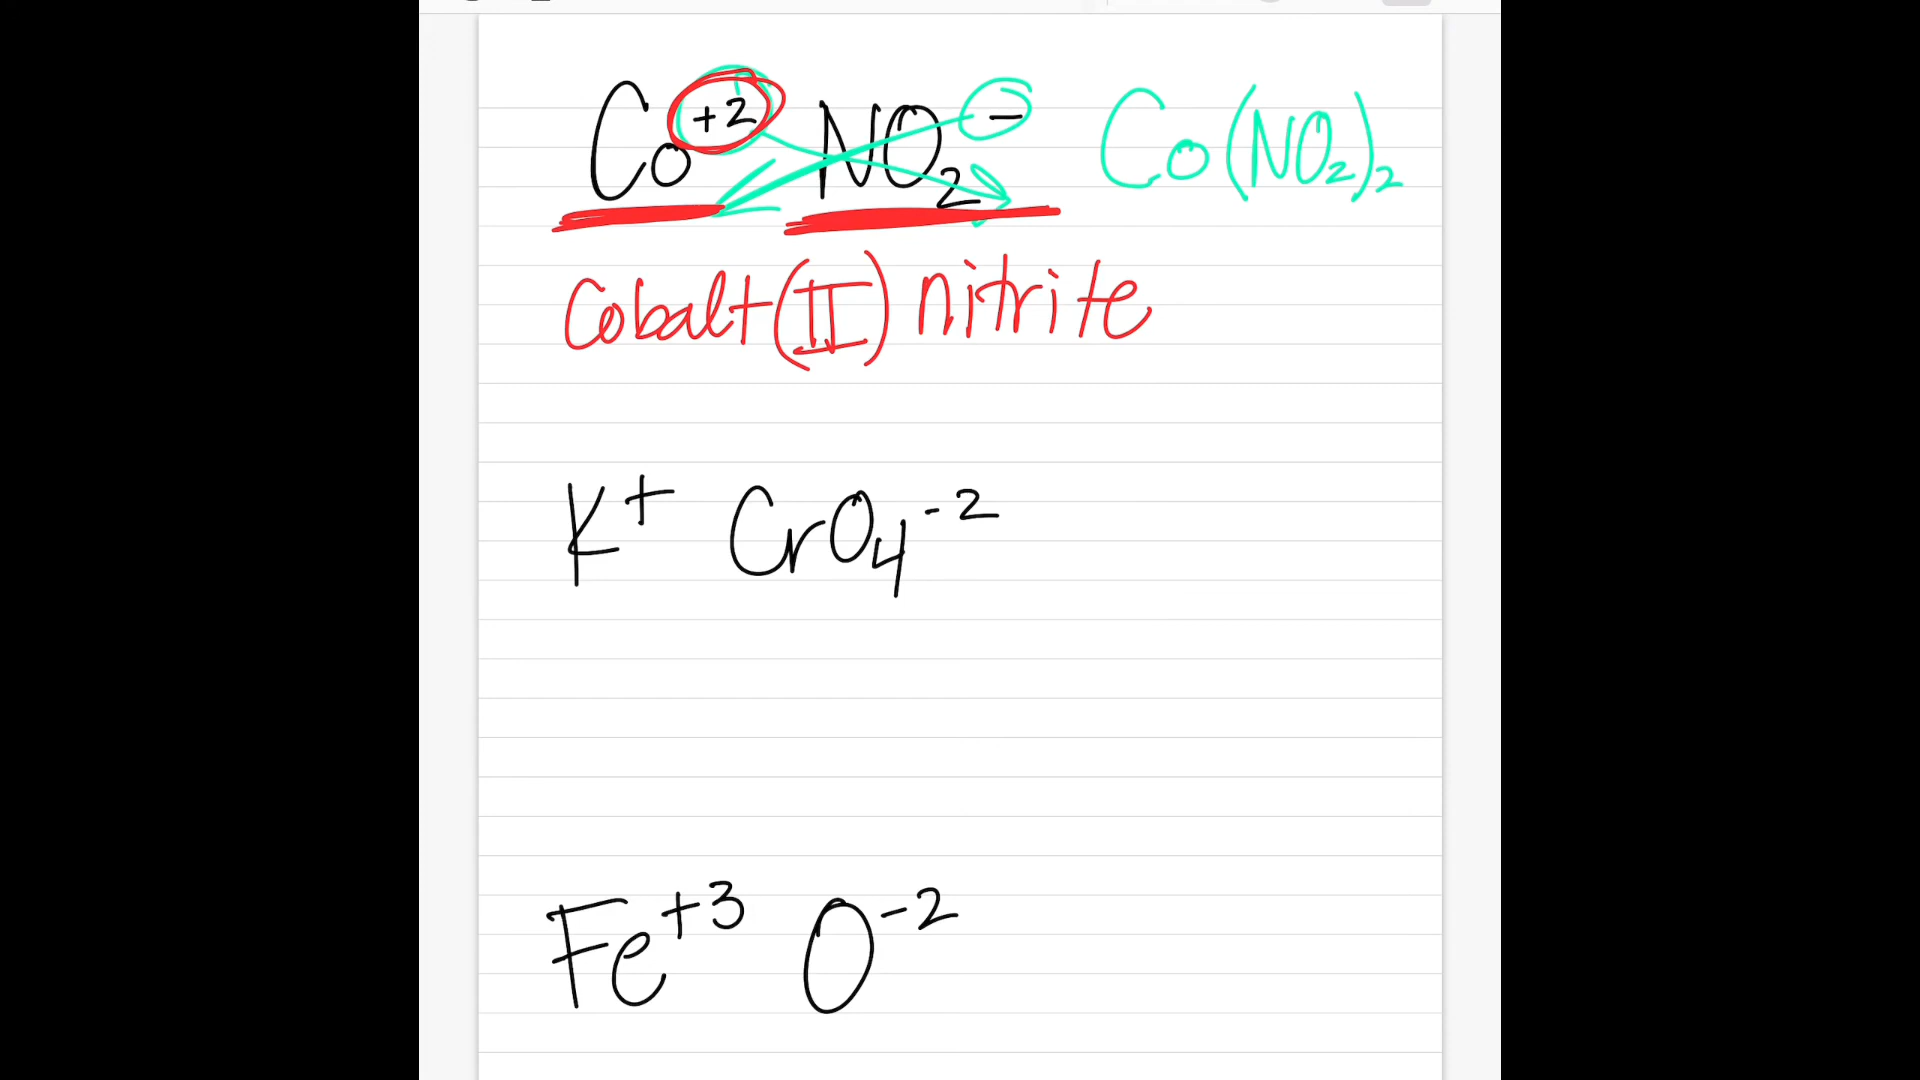 Co⁺² NO₂⁻ Co(NO₂)₂
Cobalt(II) nitrite
K⁺ CrO₄⁻²
Fe⁺³ O⁻²